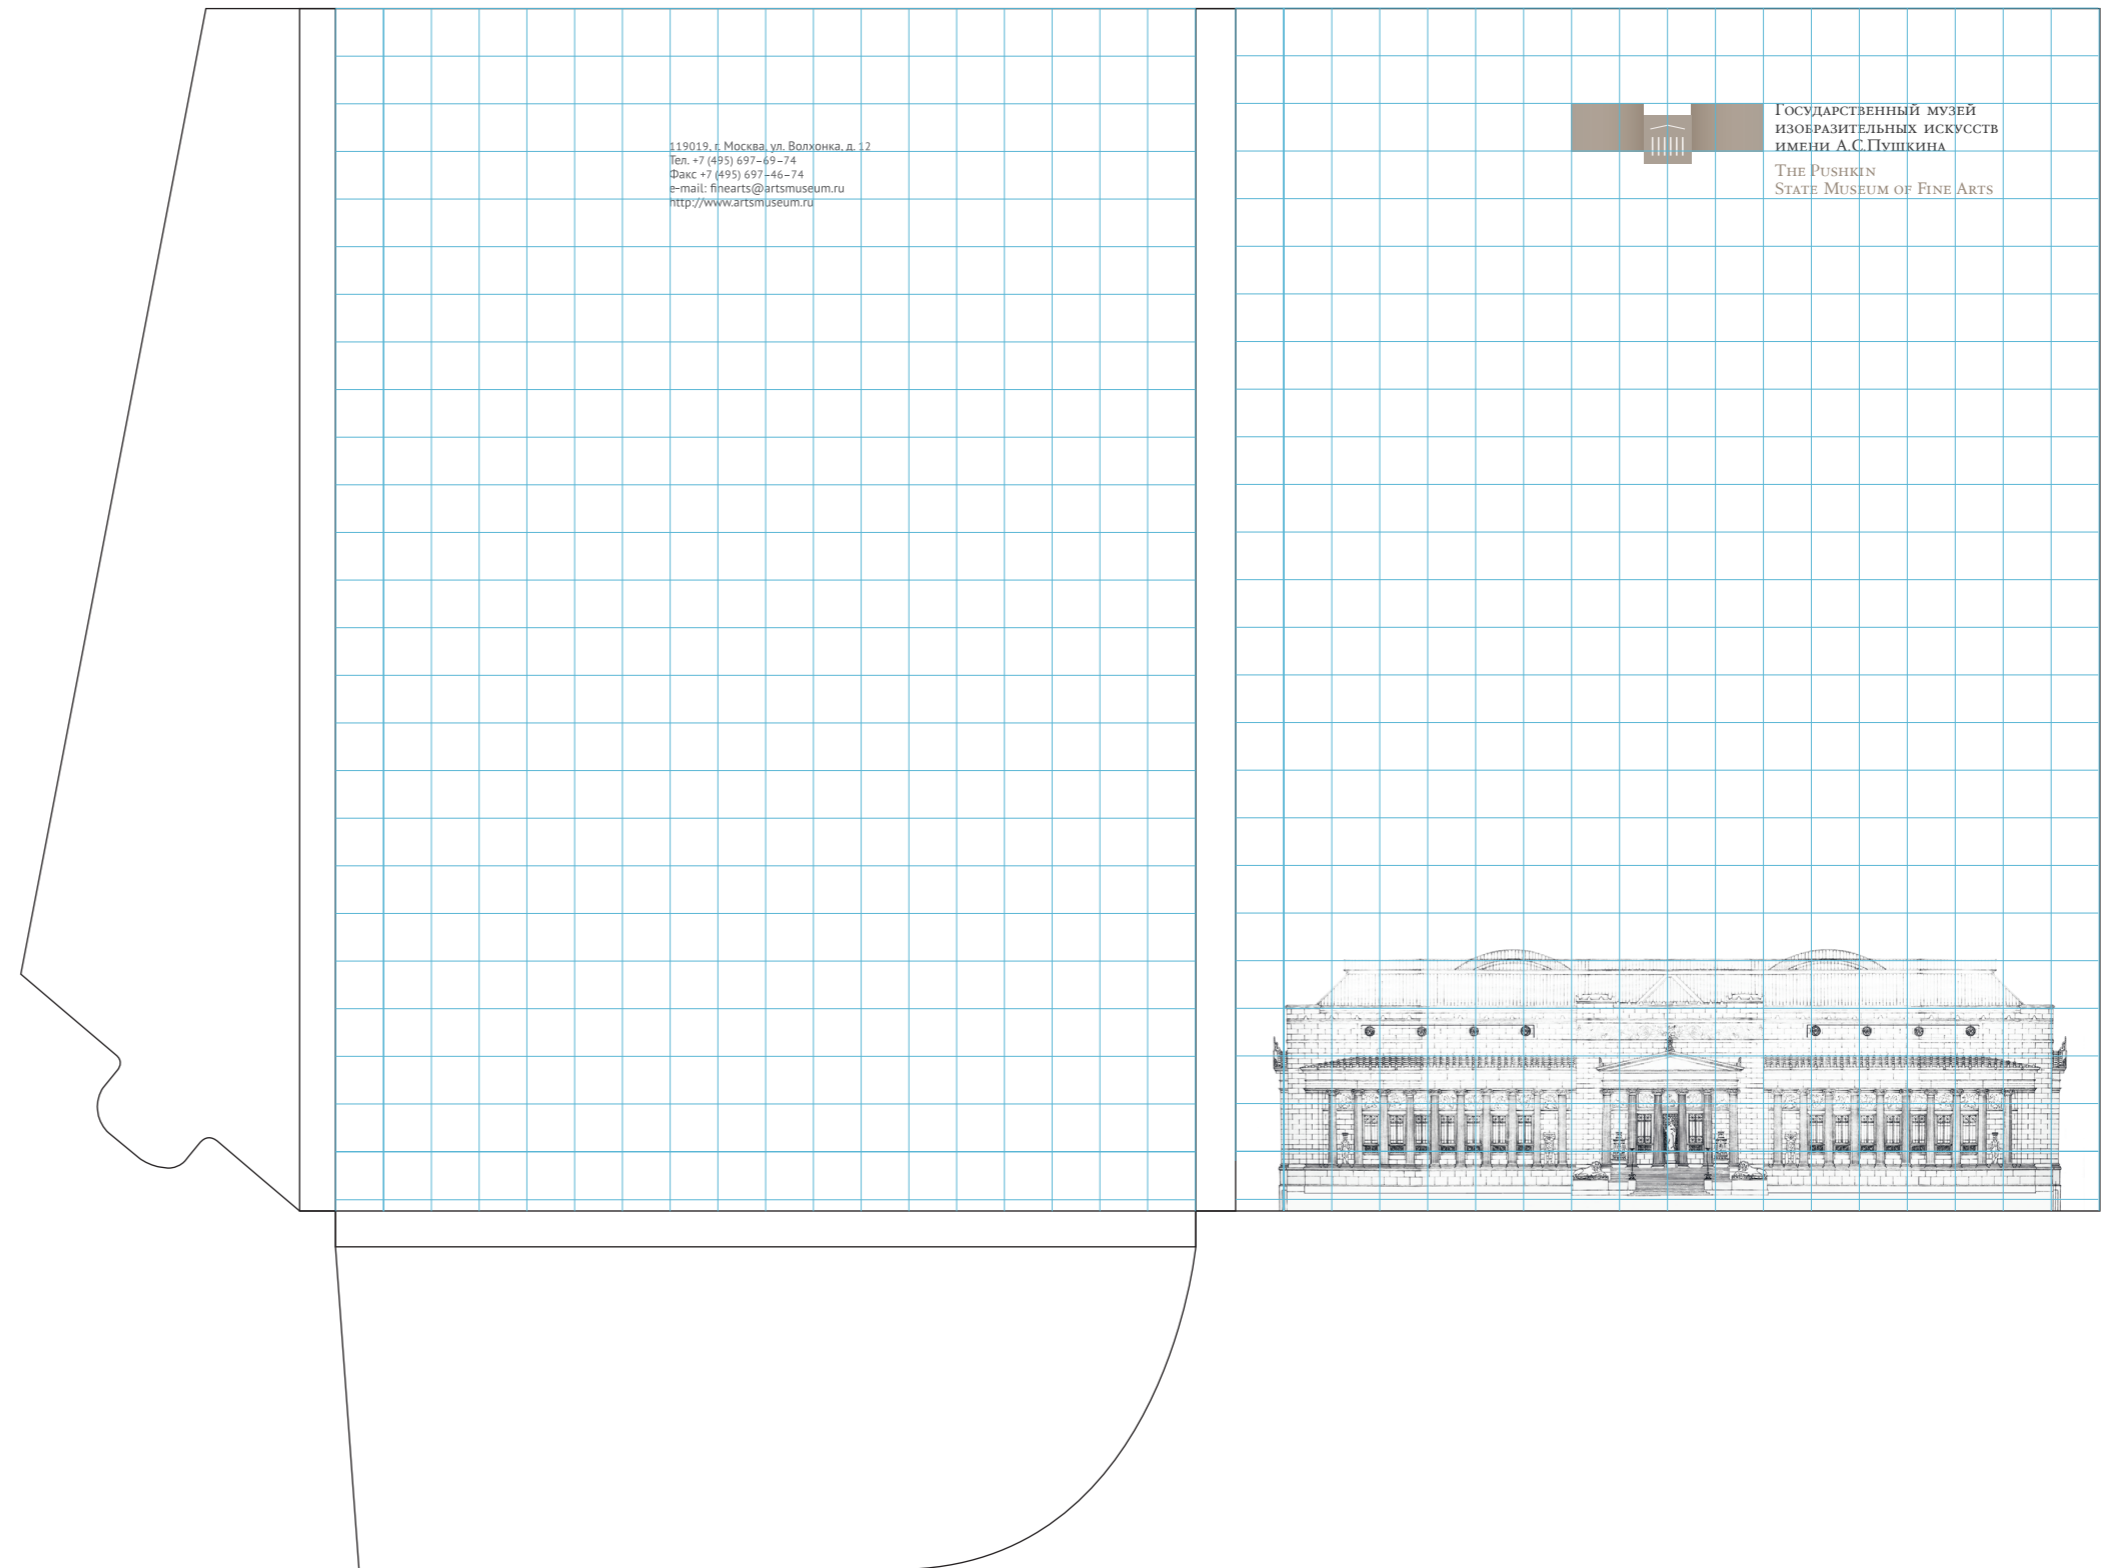 119019, г. Москва, ул. Волхонка, д. 12
Тел. +7 (495) 697–69–74
Факс +7 (495) 697–46–74
e-mail: finearts@artsmuseum.ru
http://www.artsmuseum.ru
Государственный музей
изобразительных искусств
имени А.С.Пушкина
The Pushkin
State Museum of Fine Arts